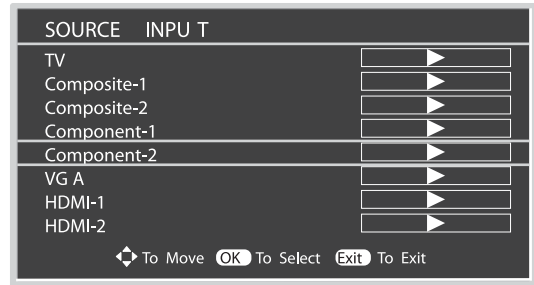 SOURCE INPU T
TV
Composite-1
Composite-2
Component-1
Component-2
VG A
HDMI-1
HDMI-2
To Move OK To Select Exit To Exit